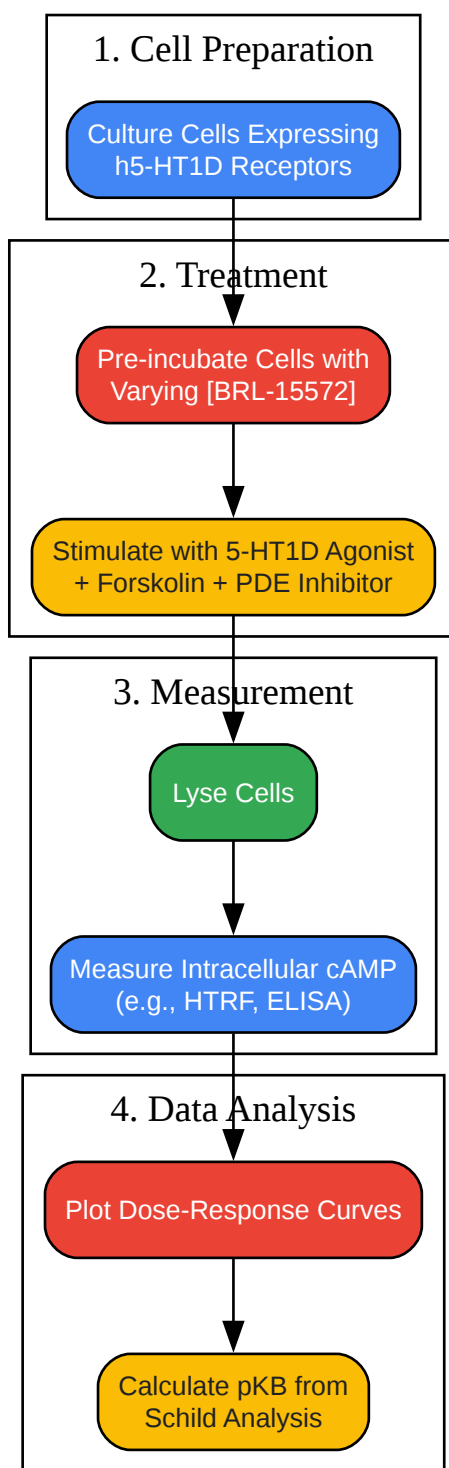 1. Cell Preparation
Culture Cells Expressing
h5-HT1D Receptors
2. Treatment
Pre-incubate Cells with
Varying [BRL-15572]
Stimulate with 5-HT1D Agonist
+ Forskolin + PDE Inhibitor
3. Measurement
Lyse Cells
Measure Intracellular cAMP
(e.g., HTRF, ELISA)
4. Data Analysis
Plot Dose-Response Curves
Calculate pKB from
Schild Analysis